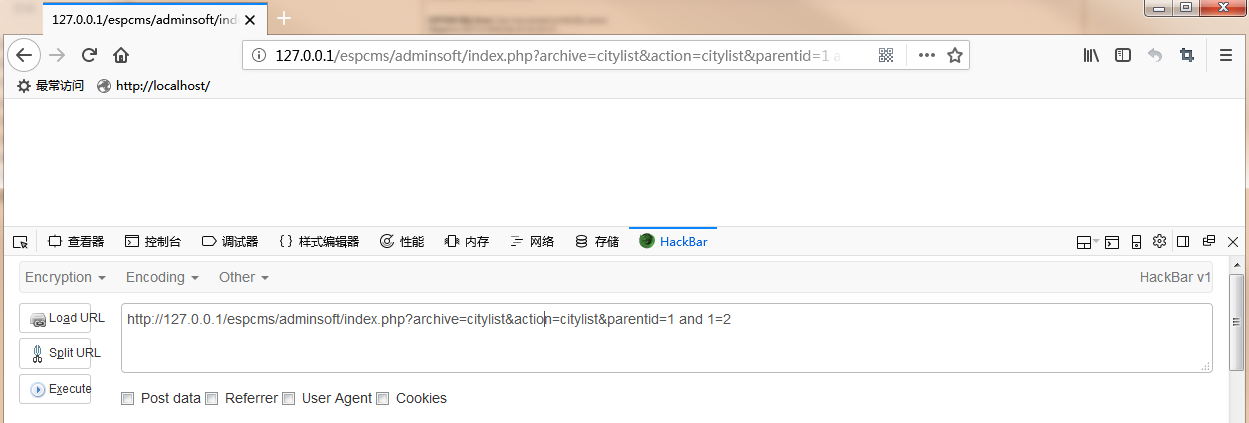 127.0.0.1/espcms/adminsoft/ind
127.0.0.1/espcms/adminsoft/index.php?archive=citylist&action=citylist&parentid=1 a
最常访问 http://localhost/
查看器 控制台 调试器 样式编辑器 性能 内存 网络 存储 HackBar
Encryption Encoding Other HackBar v1
Load URL http://127.0.0.1/espcms/adminsoft/index.php?archive=citylist&action=citylist&parentid=1 and 1=2
Split URL
Execute
Post data Referrer User Agent Cookies